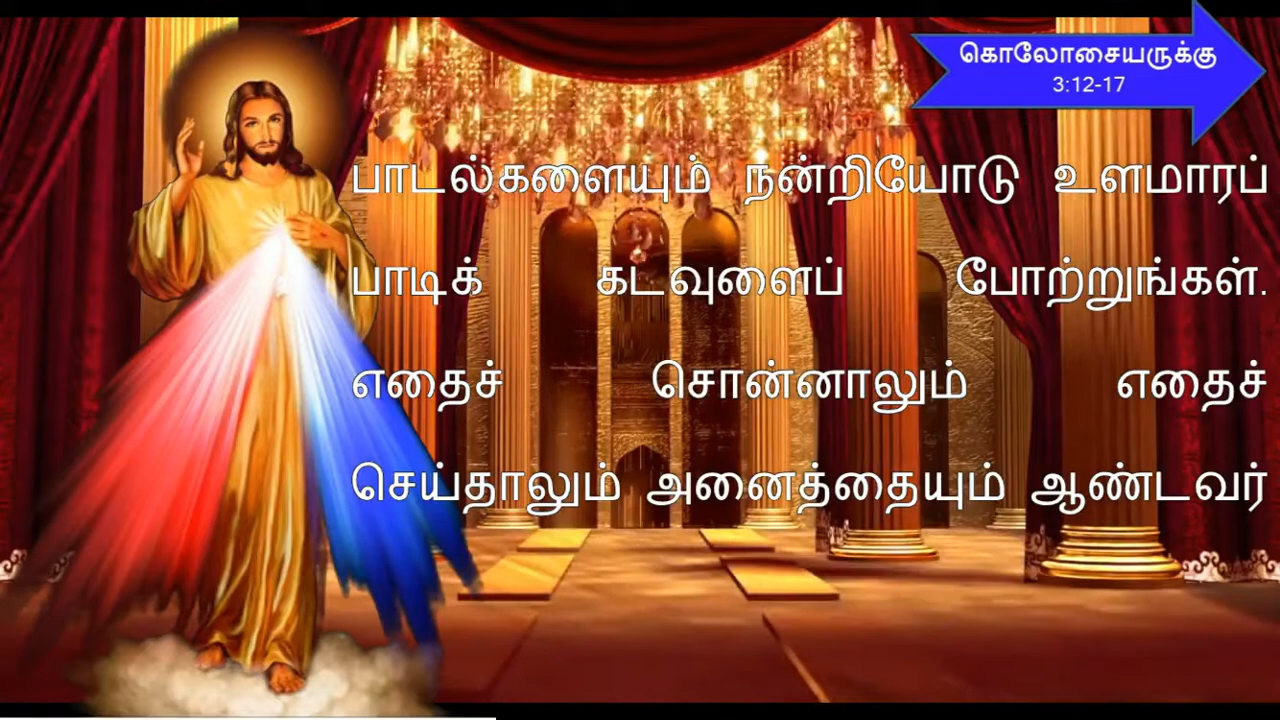 கொலோசையருக்கு
3:12-17
பாடல்களையும் நன்றியோடு உளமாரப்
பாடிக் கடவுளைப் போற்றுங்கள்.
எதைச் சொன்னாலும் எதைச்
செய்தாலும் அனைத்தையும் ஆண்டவர்